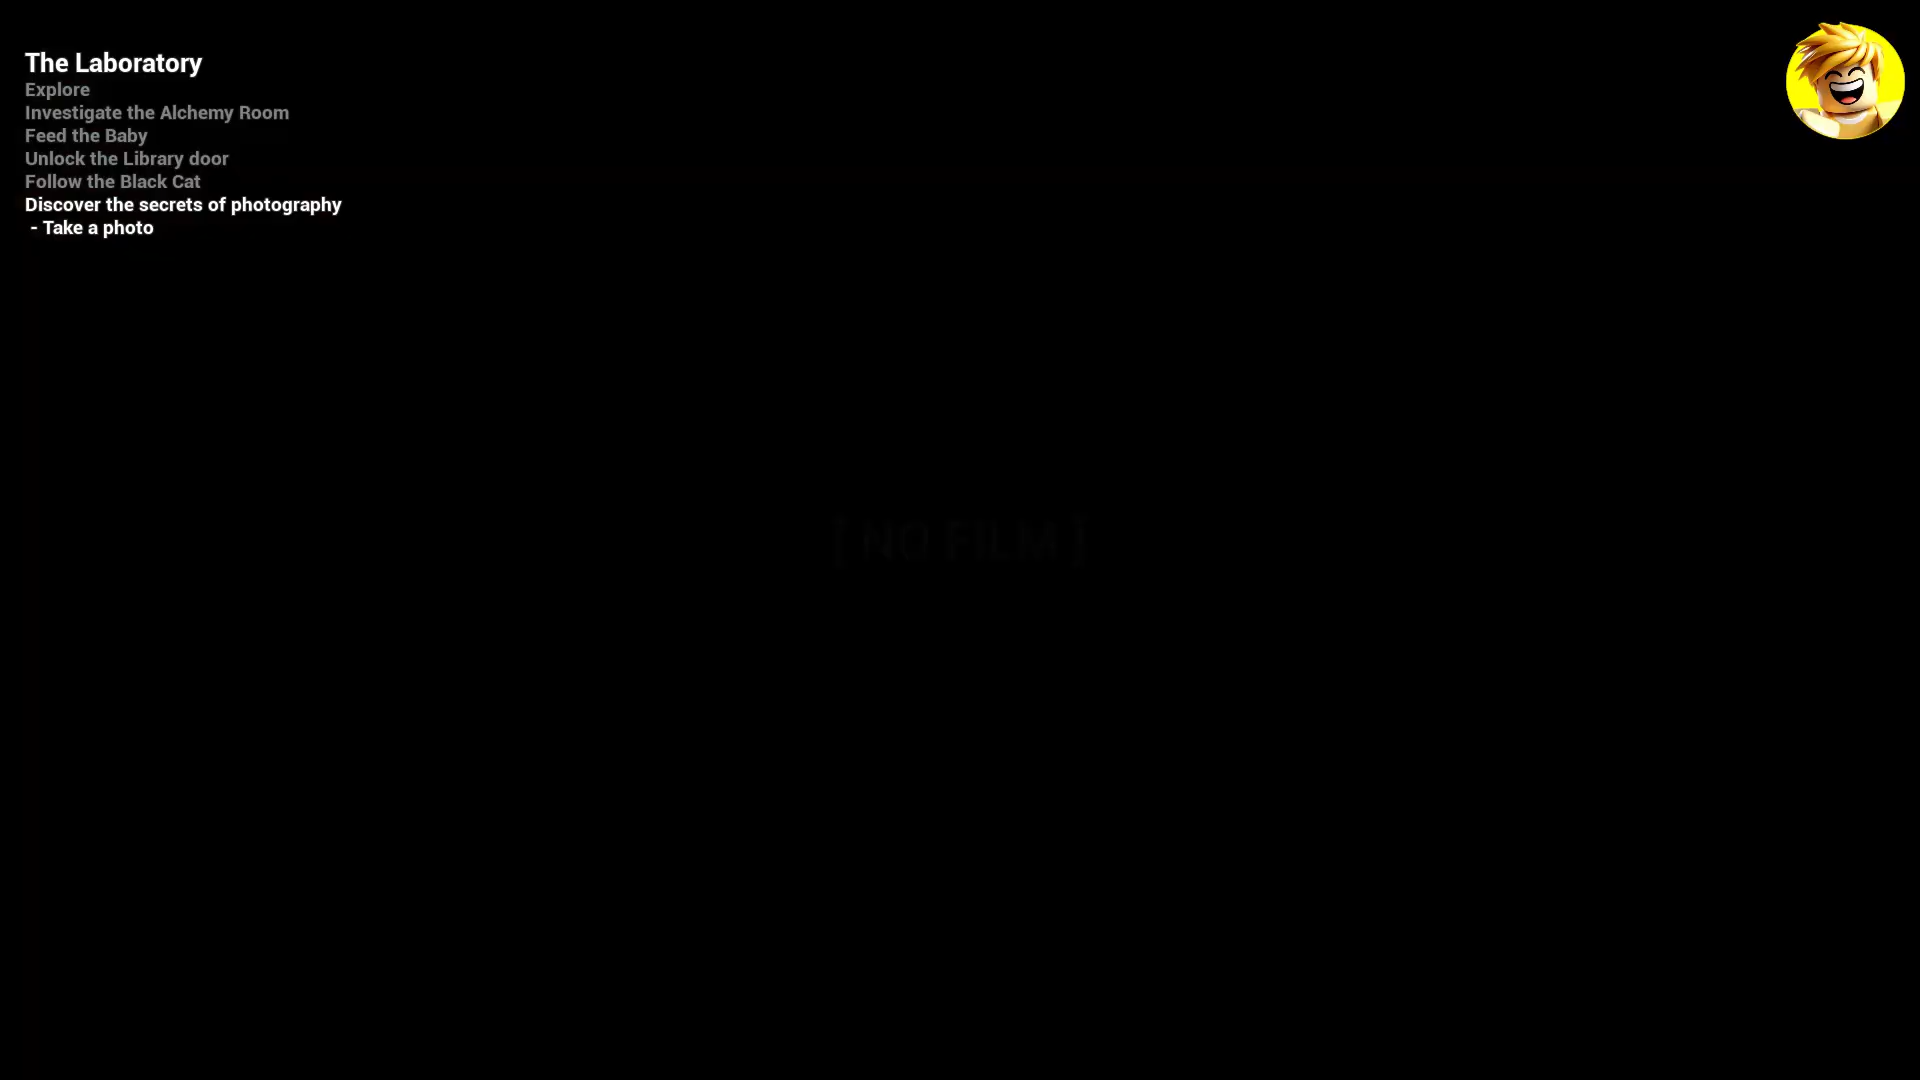 The Laboratory
Explore
Investigate the Alchemy Room
Feed the Baby
Unlock the Library door
Follow the Black Cat
Discover the secrets of photography
- Take a photo
[ NO FILM ]